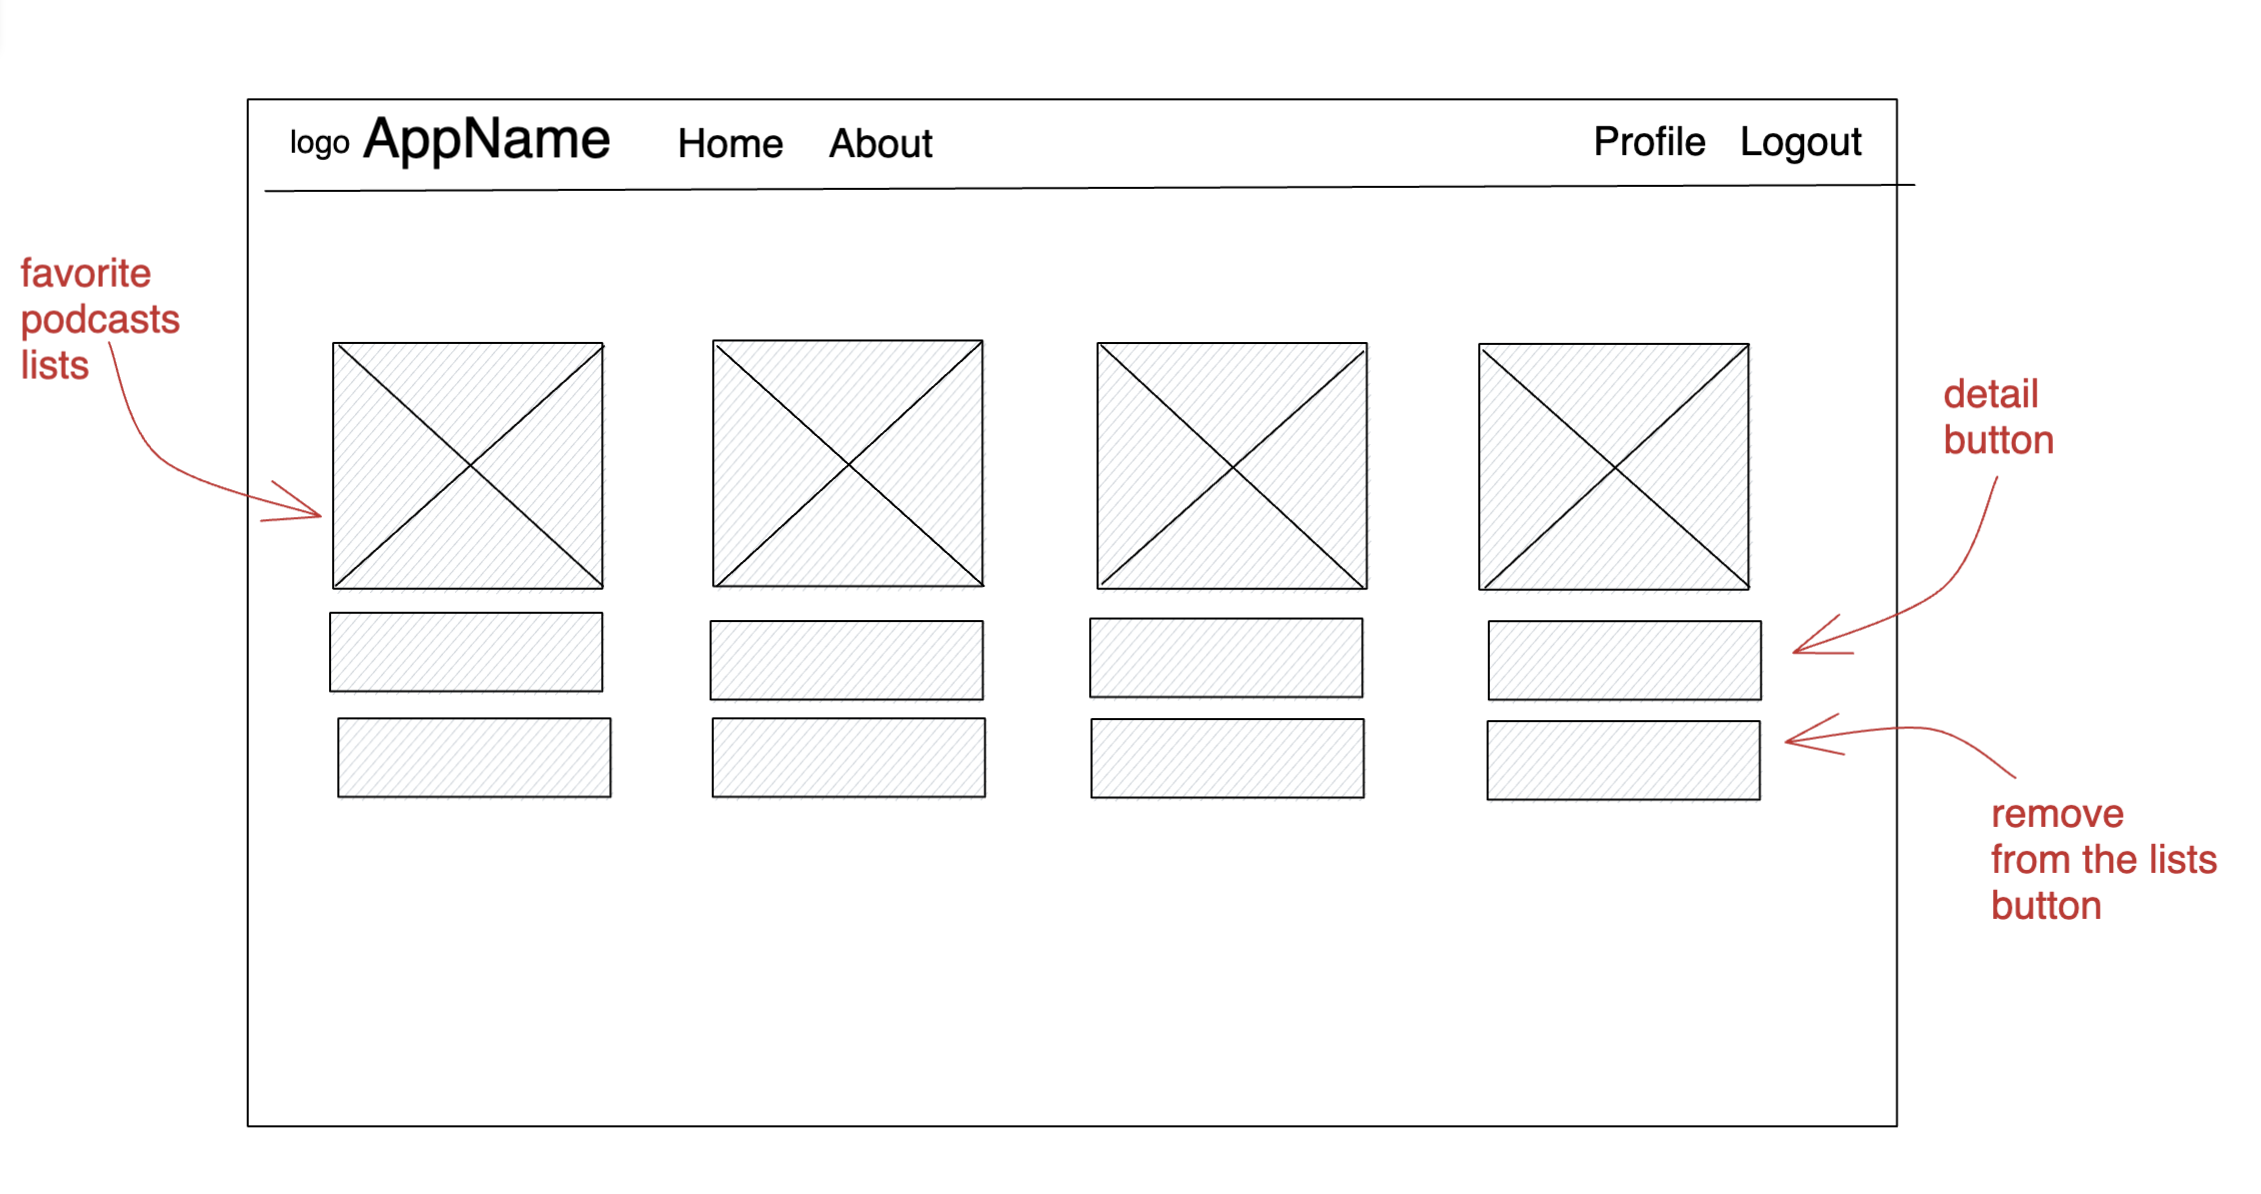 logo AppName Home About Profile Logout
favorite
podcasts
lists
detail
button
remove
from the lists
button